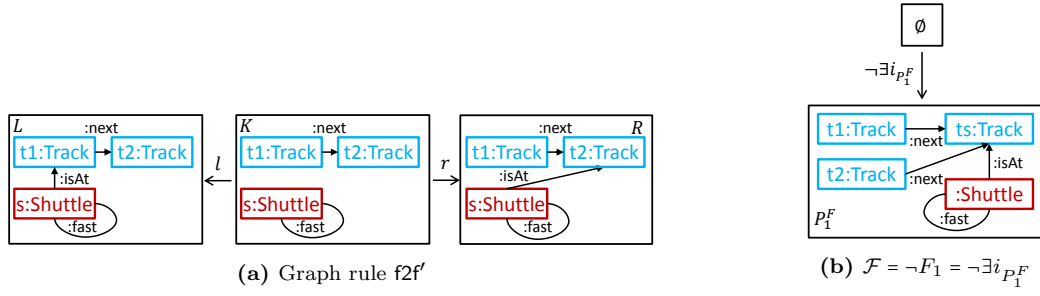 ∅
¬∃i_{P_1^F}
L
:next
t1:Track
t2:Track
:isAt
s:Shuttle
:fast
l
K
:next
t1:Track
t2:Track
s:Shuttle
:fast
r
R
:next
t1:Track
t2:Track
:isAt
s:Shuttle
:fast
t1:Track
ts:Track
:next
:isAt
t2:Track
:next
:Shuttle
:fast
P_1^F
(a) Graph rule f2f′
(b) ℱ = ¬F_1 = ¬∃i_{P_1^F}